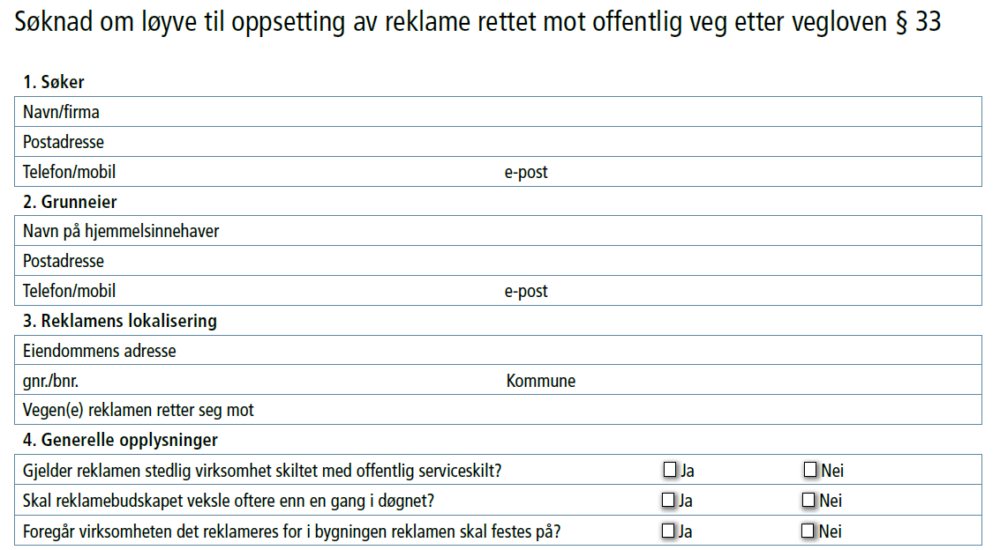 Søknad om løyve til oppsetting av reklame rettet mot offentlig veg etter vegloven § 33
1. Søker
Navn/firma
Postadresse
Telefon/mobil e-post
2. Grunneier
Navn på hjemmelsinnehaver
Postadresse
Telefon/mobil e-post
3. Reklamens lokalisering
Eiendommens adresse
gnr./bnr. Kommune
Vegen(e) reklamen retter seg mot
4. Generelle opplysninger
Gjelder reklamen stedlig virksomhet skiltet med offentlig serviceskilt? Ja Nei
Skal reklamebudskapet veksle oftere enn en gang i døgnet? Ja Nei
Foregår virksomheten det reklameres for i bygningen reklamen skal festes på? Ja Nei